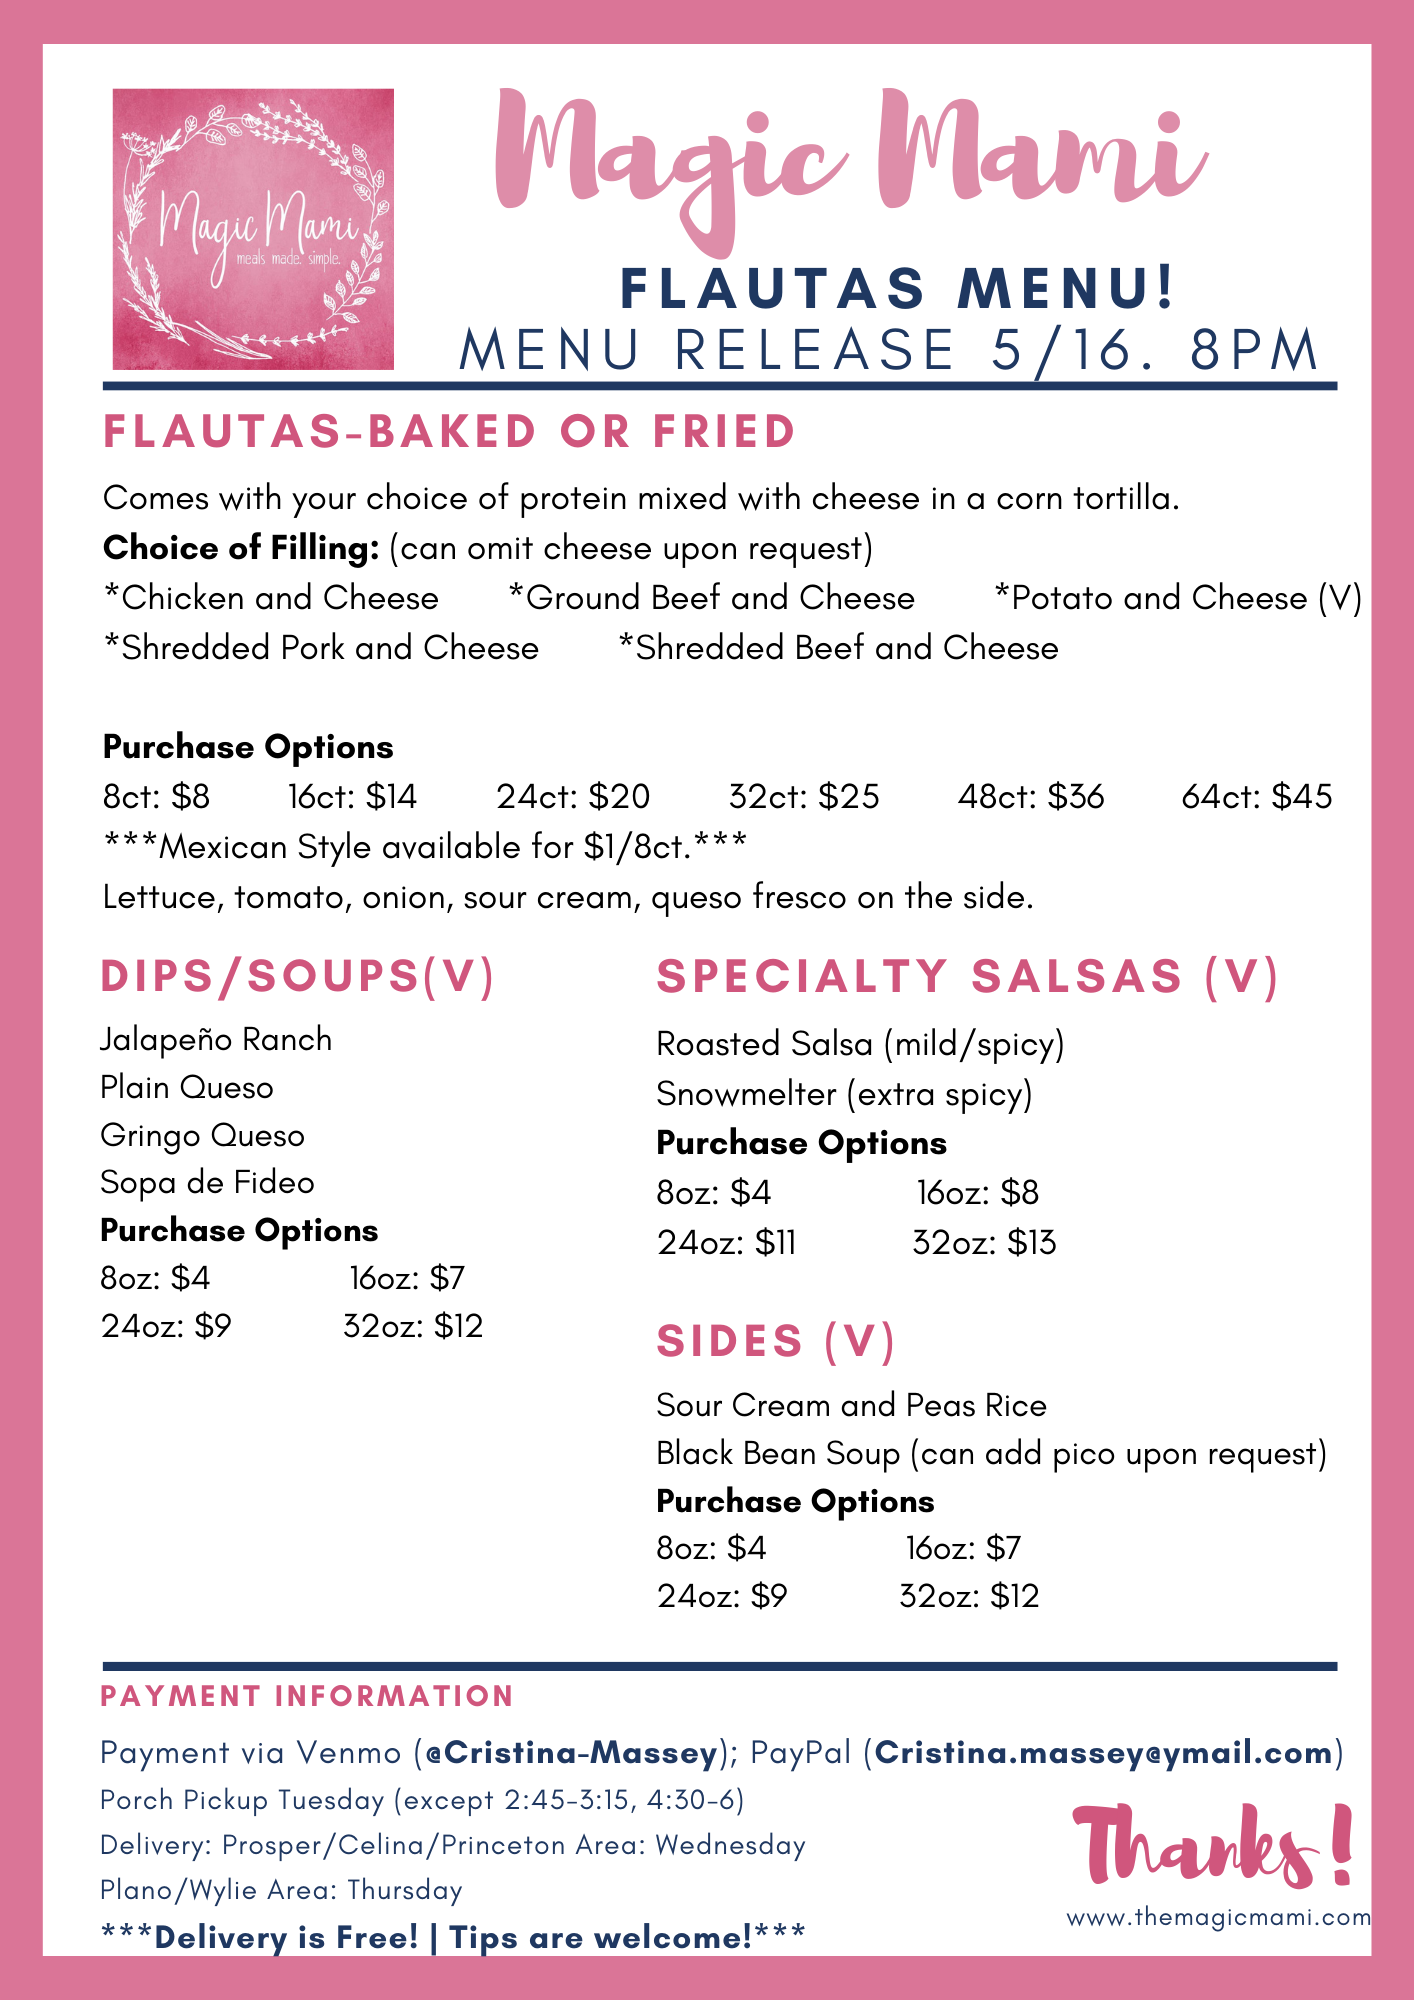 Magic Mami
meals made. simple.
Magic Mami
FLAUTAS MENU!
MENU RELEASE 5/16. 8PM
FLAUTAS-BAKED OR FRIED
Comes with your choice of protein mixed with cheese in a corn tortilla.
Choice of Filling: (can omit cheese upon request)
*Chicken and Cheese *Ground Beef and Cheese *Potato and Cheese (V)
*Shredded Pork and Cheese *Shredded Beef and Cheese
Purchase Options
8ct: $8 16ct: $14 24ct: $20 32ct: $25 48ct: $36 64ct: $45
***Mexican Style available for $1/8ct.***
Lettuce, tomato, onion, sour cream, queso fresco on the side.
DIPS/SOUPS(V)
Jalapeño Ranch
Plain Queso
Gringo Queso
Sopa de Fideo
Purchase Options
8oz: $4 16oz: $7
24oz: $9 32oz: $12
SPECIALTY SALSAS (V)
Roasted Salsa (mild/spicy)
Snowmelter (extra spicy)
Purchase Options
8oz: $4 16oz: $8
24oz: $11 32oz: $13
SIDES (V)
Sour Cream and Peas Rice
Black Bean Soup (can add pico upon request)
Purchase Options
8oz: $4 16oz: $7
24oz: $9 32oz: $12
PAYMENT INFORMATION
Payment via Venmo (@Cristina-Massey); PayPal (Cristina.massey@ymail.com)
Porch Pickup Tuesday (except 2:45-3:15, 4:30-6)
Delivery: Prosper/Celina/Princeton Area: Wednesday
Plano/Wylie Area: Thursday
***Delivery is Free! | Tips are welcome!***
Thanks!
www.themagicmami.com